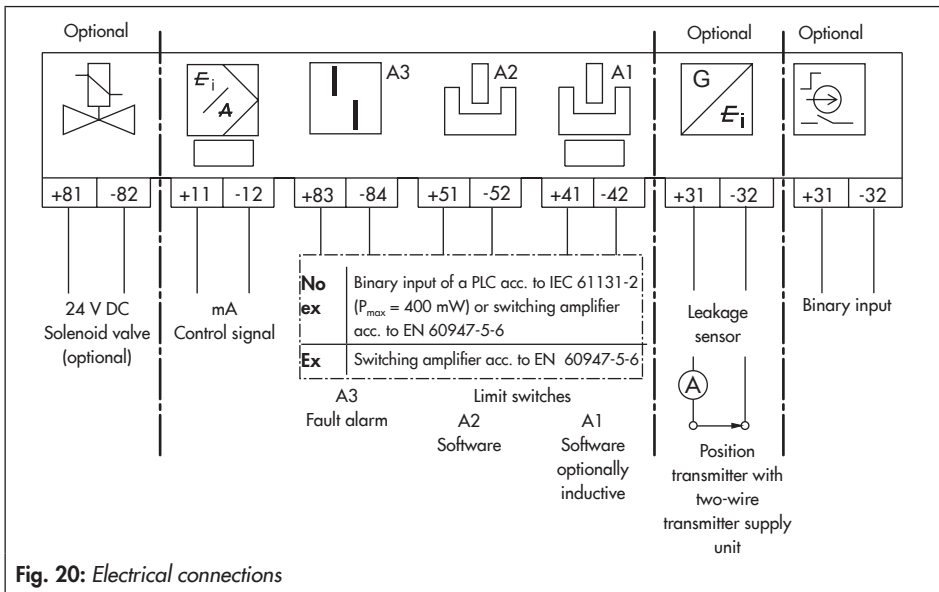 Optional
Optional
Optional
E i
A
A3
A2
A1
G
E i
+81 -82 +11 -12 +83 -84 +51 -52 +41 -42 +31 -32 +31 -32
24 V DC
Solenoid valve
(optional)
mA
Control signal
No ex
Binary input of a PLC acc. to IEC 61131-2
(Pmax = 400 mW) or switching amplifier
acc. to EN 60947-5-6
Ex Switching amplifier acc. to EN 60947-5-6
A3
Fault alarm
Limit switches
A2
Software
A1
Software
optionally
inductive
Leakage
sensor
A
Position
transmitter with
two-wire
transmitter supply
unit
Binary input
Fig. 20: Electrical connections